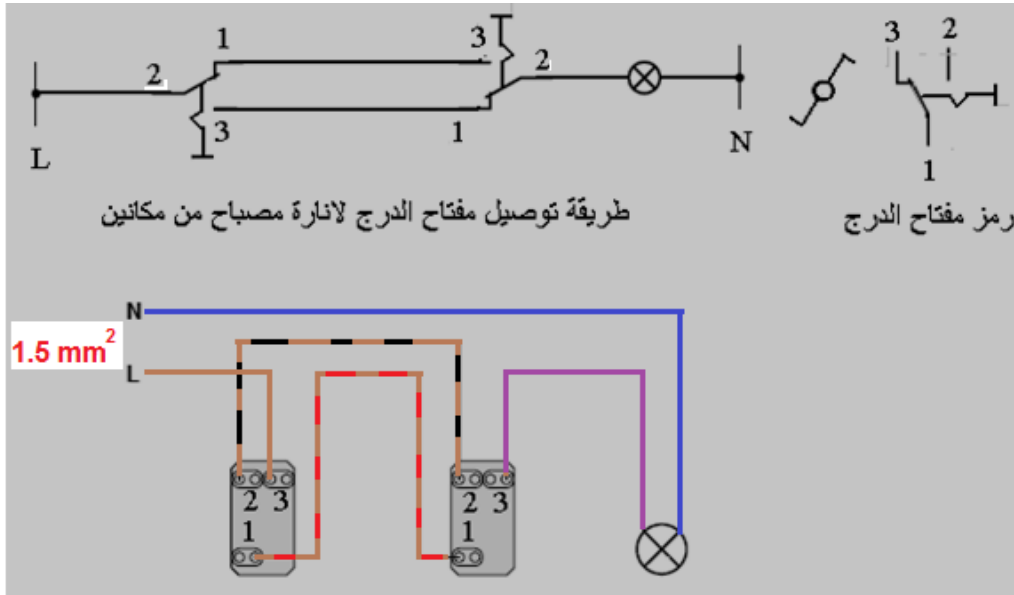 1 3 3 2
2 2
L 3 1 N 1
طريقة توصيل مفتاح الدرج لانارة مصباح من مكانين
رمز مفتاح الدرج
N
1.5 mm²
L
2 3 2 3
1 1